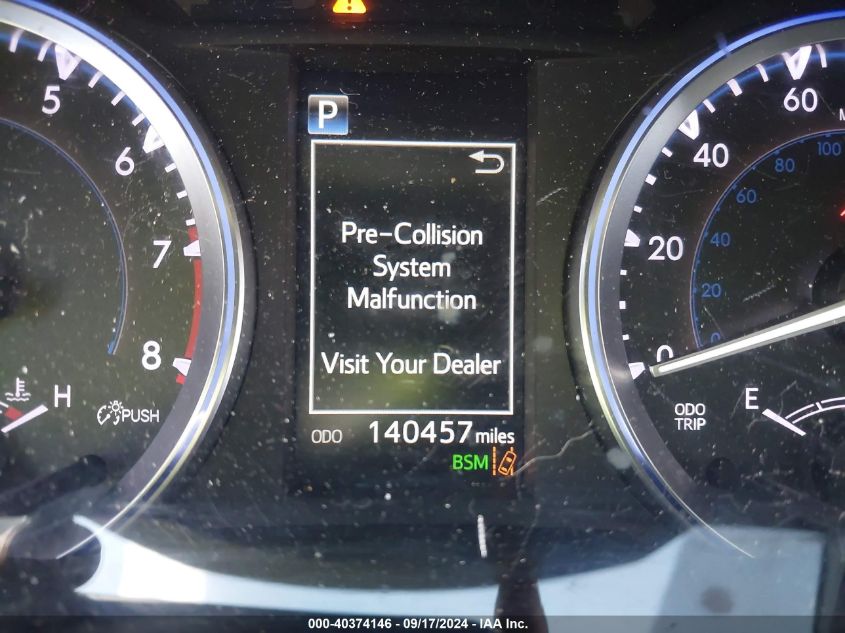 5
6
7
8
H
PUSH
P
Pre-Collision
System
Malfunction
Visit Your Dealer
ODO 140457 miles
BSM
60
40
20
0
100
80
60
40
20
0
ODO
TRIP
E
000-40374146 - 09/17/2024 - IAA Inc.